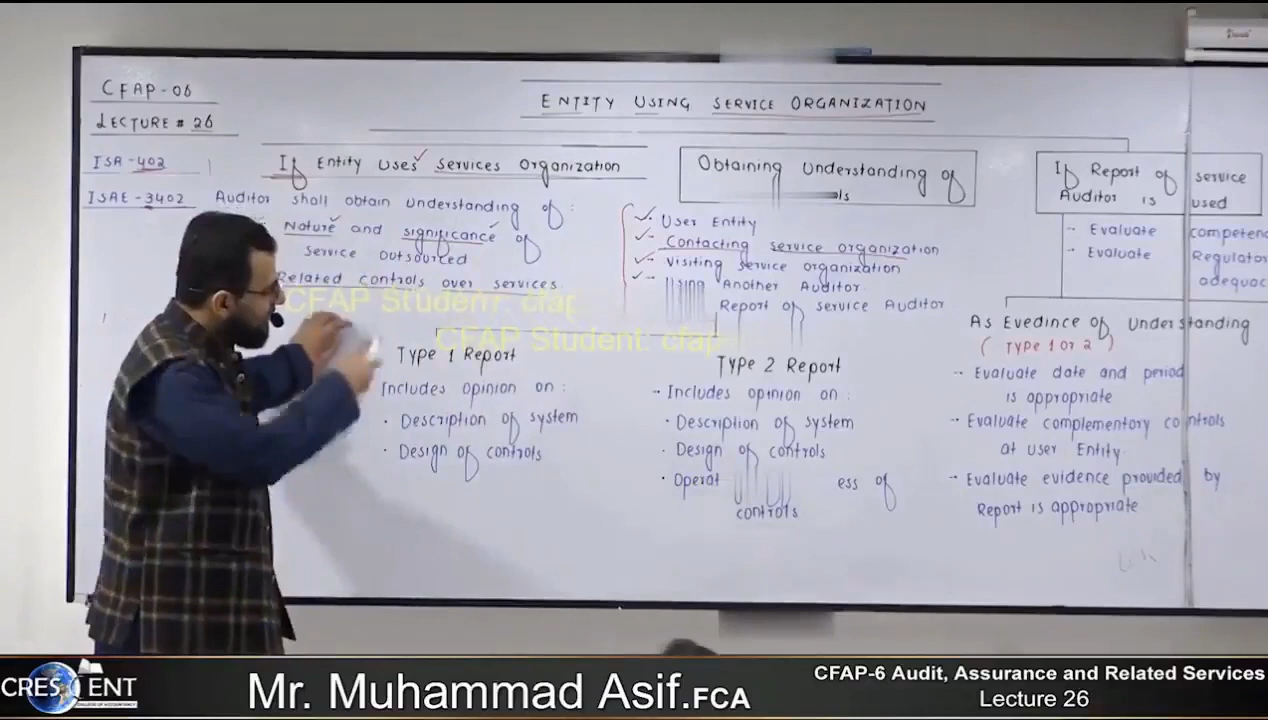 CFAP-06
LECTURE # 26
ENTITY USING SERVICE ORGANIZATION
ISA - 402
ISAE - 3402
If Entity Uses Services Organization
Auditor shall obtain understanding of :
Nature and significance of
service outsourced
Related controls over services
Obtaining Understanding of
User Entity
Contacting service organization
Visiting service organization
Using Another Auditor
Report of service Auditor
Type 1 Report
Includes opinion on :
· Description of system
· Design of controls
Type 2 Report
- Includes opinion on :
· Description of system
· Design of controls
· Operat ess of
controls
If Report of service
Auditor is used
- Evaluate competenc
- Evaluate Regulator
adequac
As Evedince of Understanding
( TYPE 1 OR 2 )
- Evaluate date and period
is appropriate
- Evaluate complementory controls
at user Entity
- Evaluate evidence provided by
Report is appropriate
CFAP Student: cfap
CFAP Student: cfap
CRESCENT
COLLEGE OF ACCOUNTANCY
Mr. Muhammad Asif.FCA
CFAP-6 Audit, Assurance and Related Services
Lecture 26